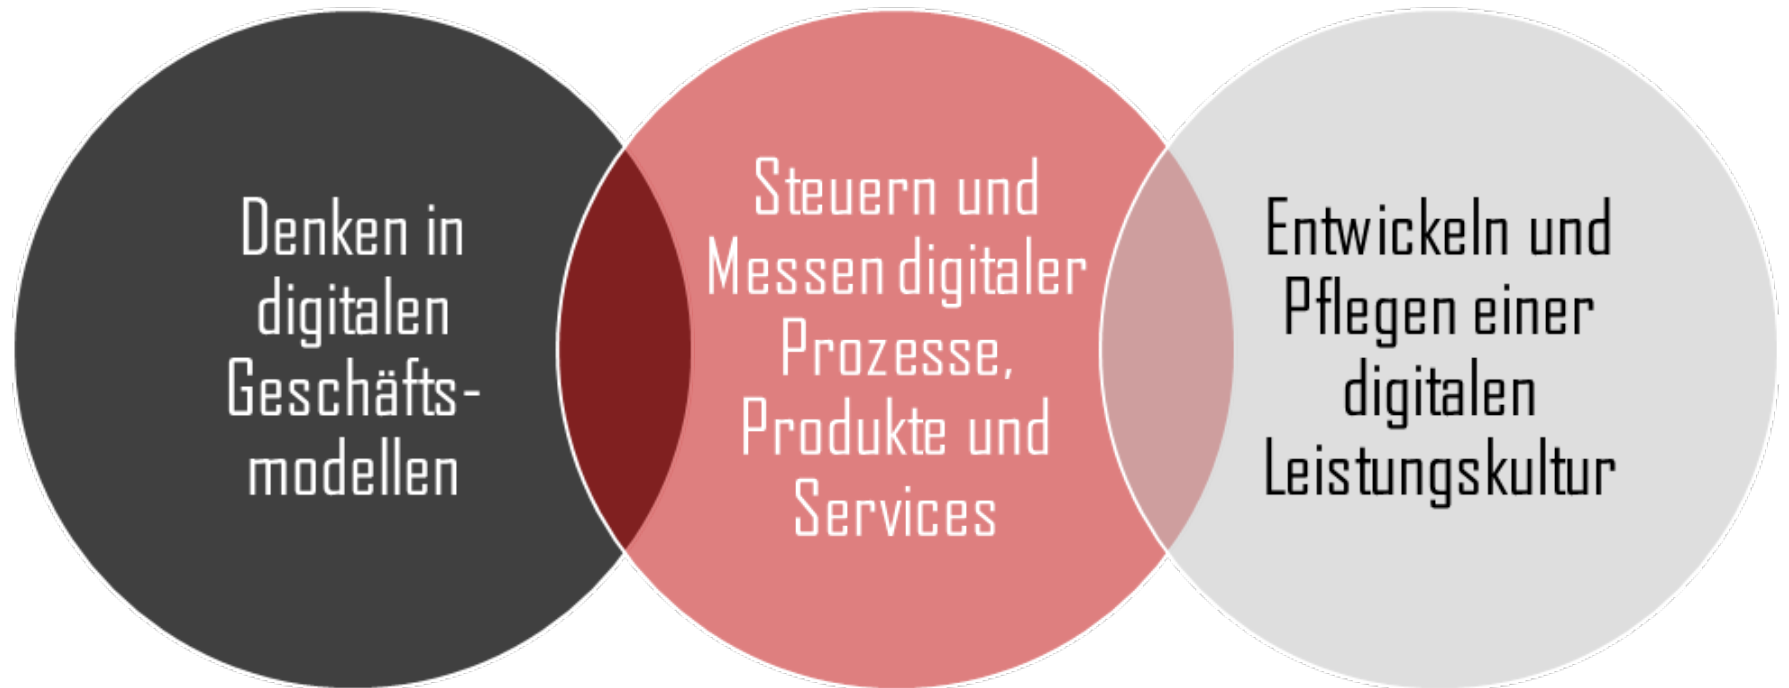 Denken in
digitalen
Geschäfts-
modellen
Steuern und
Messen digitaler
Prozesse,
Produkte und
Services
Entwickeln und
Pflegen einer
digitalen
Leistungskultur